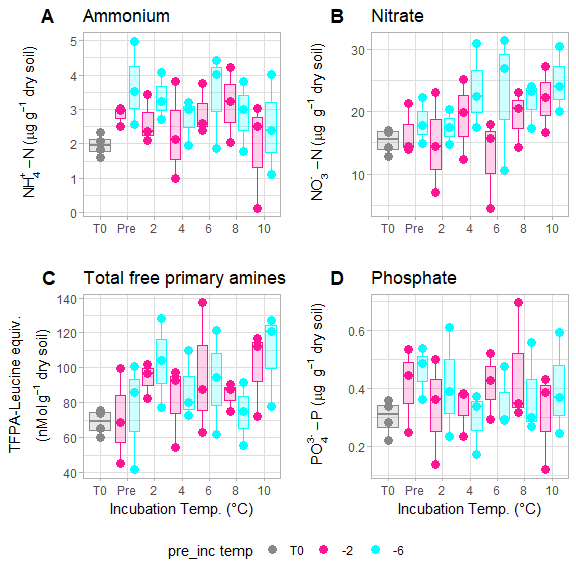 A Ammonium
NH₄⁺−N (µg g⁻¹ dry soil)
5
4
3
2
1
0
T0 Pre 2 4 6 8 10
B Nitrate
NO₃⁻−N (µg g⁻¹ dry soil)
30
20
10
T0 Pre 2 4 6 8 10
C Total free primary amines
TFPA-Leucine equiv.
(nMol g⁻¹ dry soil)
140
120
100
80
60
40
T0 Pre 2 4 6 8 10
Incubation Temp. (°C)
D Phosphate
PO₄³⁻−P (µg g⁻¹ dry soil)
0.6
0.4
0.2
T0 Pre 2 4 6 8 10
Incubation Temp. (°C)
pre_inc temp T0 -2 -6